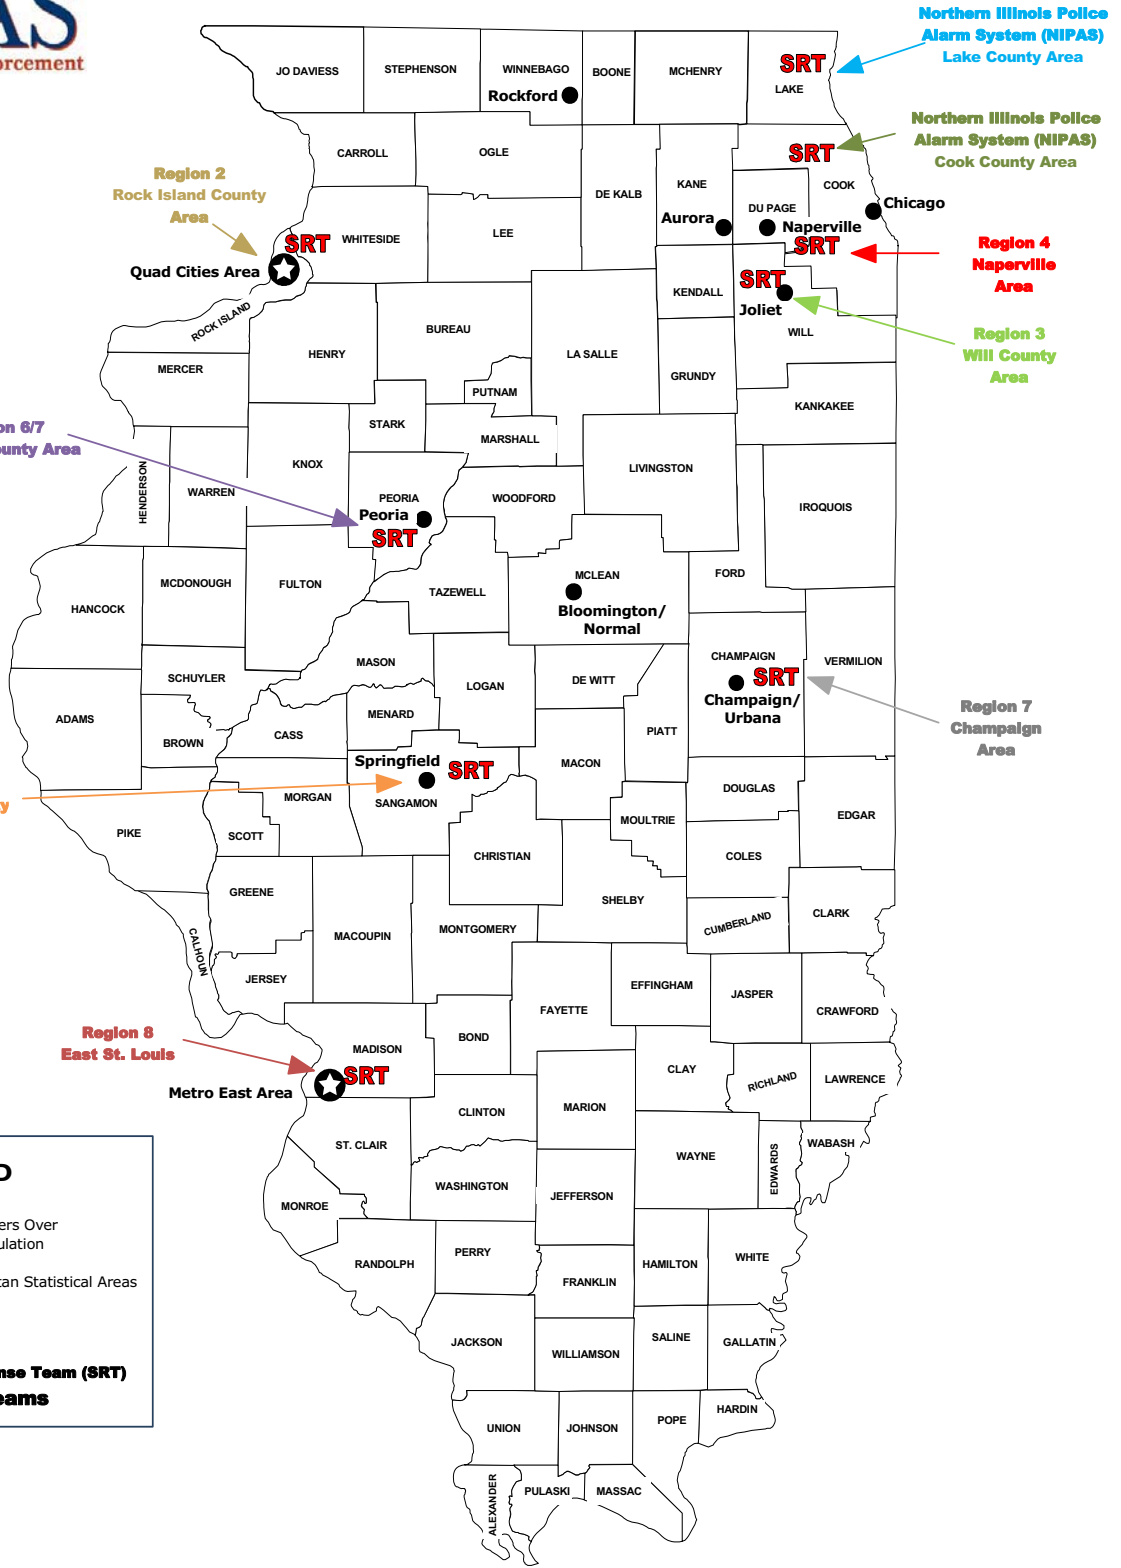 Northern Illinois Police
Alarm System (NIPAS)
Lake County Area
SRT
JO DAVIESS
STEPHENSON
WINNEBAGO
BOONE
MCHENRY
LAKE
Rockford
Northern Illinois Police
Alarm System (NIPAS)
Cook County Area
SRT
CARROLL
OGLE
DE KALB
KANE
COOK
DU PAGE
Chicago
Aurora
Naperville
Region 2
Rock Island County
Area
SRT
WHITESIDE
LEE
SRT
Region 4
Naperville
Area
Quad Cities Area
ROCK ISLAND
SRT
Joliet
KENDALL
WILL
Region 3
Will County
Area
BUREAU
HENRY
LA SALLE
MERCER
GRUNDY
PUTNAM
KANKAKEE
STARK
MARSHALL
KNOX
LIVINGSTON
HENDERSON
WARREN
PEORIA
Peoria
SRT
WOODFORD
IROQUOIS
MCLEAN
Bloomington/
Normal
FORD
HANCOCK
MCDONOUGH
FULTON
TAZEWELL
MASON
SCHUYLER
LOGAN
DE WITT
CHAMPAIGN
SRT
Champaign/
Urbana
VERMILION
Region 7
Champaign
Area
ADAMS
BROWN
CASS
MENARD
PIATT
Springfield
SRT
SANGAMON
MACON
DOUGLAS
MORGAN
EDGAR
PIKE
SCOTT
MOULTRIE
CHRISTIAN
COLES
GREENE
SHELBY
CUMBERLAND
CLARK
CALHOUN
MACOUPIN
MONTGOMERY
JERSEY
EFFINGHAM
JASPER
FAYETTE
CRAWFORD
Region 8
East St. Louis
MADISON
SRT
BOND
Metro East Area
CLAY
RICHLAND
LAWRENCE
CLINTON
MARION
ST. CLAIR
WAYNE
EDWARDS
WABASH
WASHINGTON
JEFFERSON
MONROE
RANDOLPH
PERRY
HAMILTON
WHITE
FRANKLIN
JACKSON
WILLIAMSON
SALINE
GALLATIN
UNION
JOHNSON
POPE
HARDIN
ALEXANDER
PULASKI
MASSAC
6/7
Area
Over
Statistical Areas
Team (SRT)